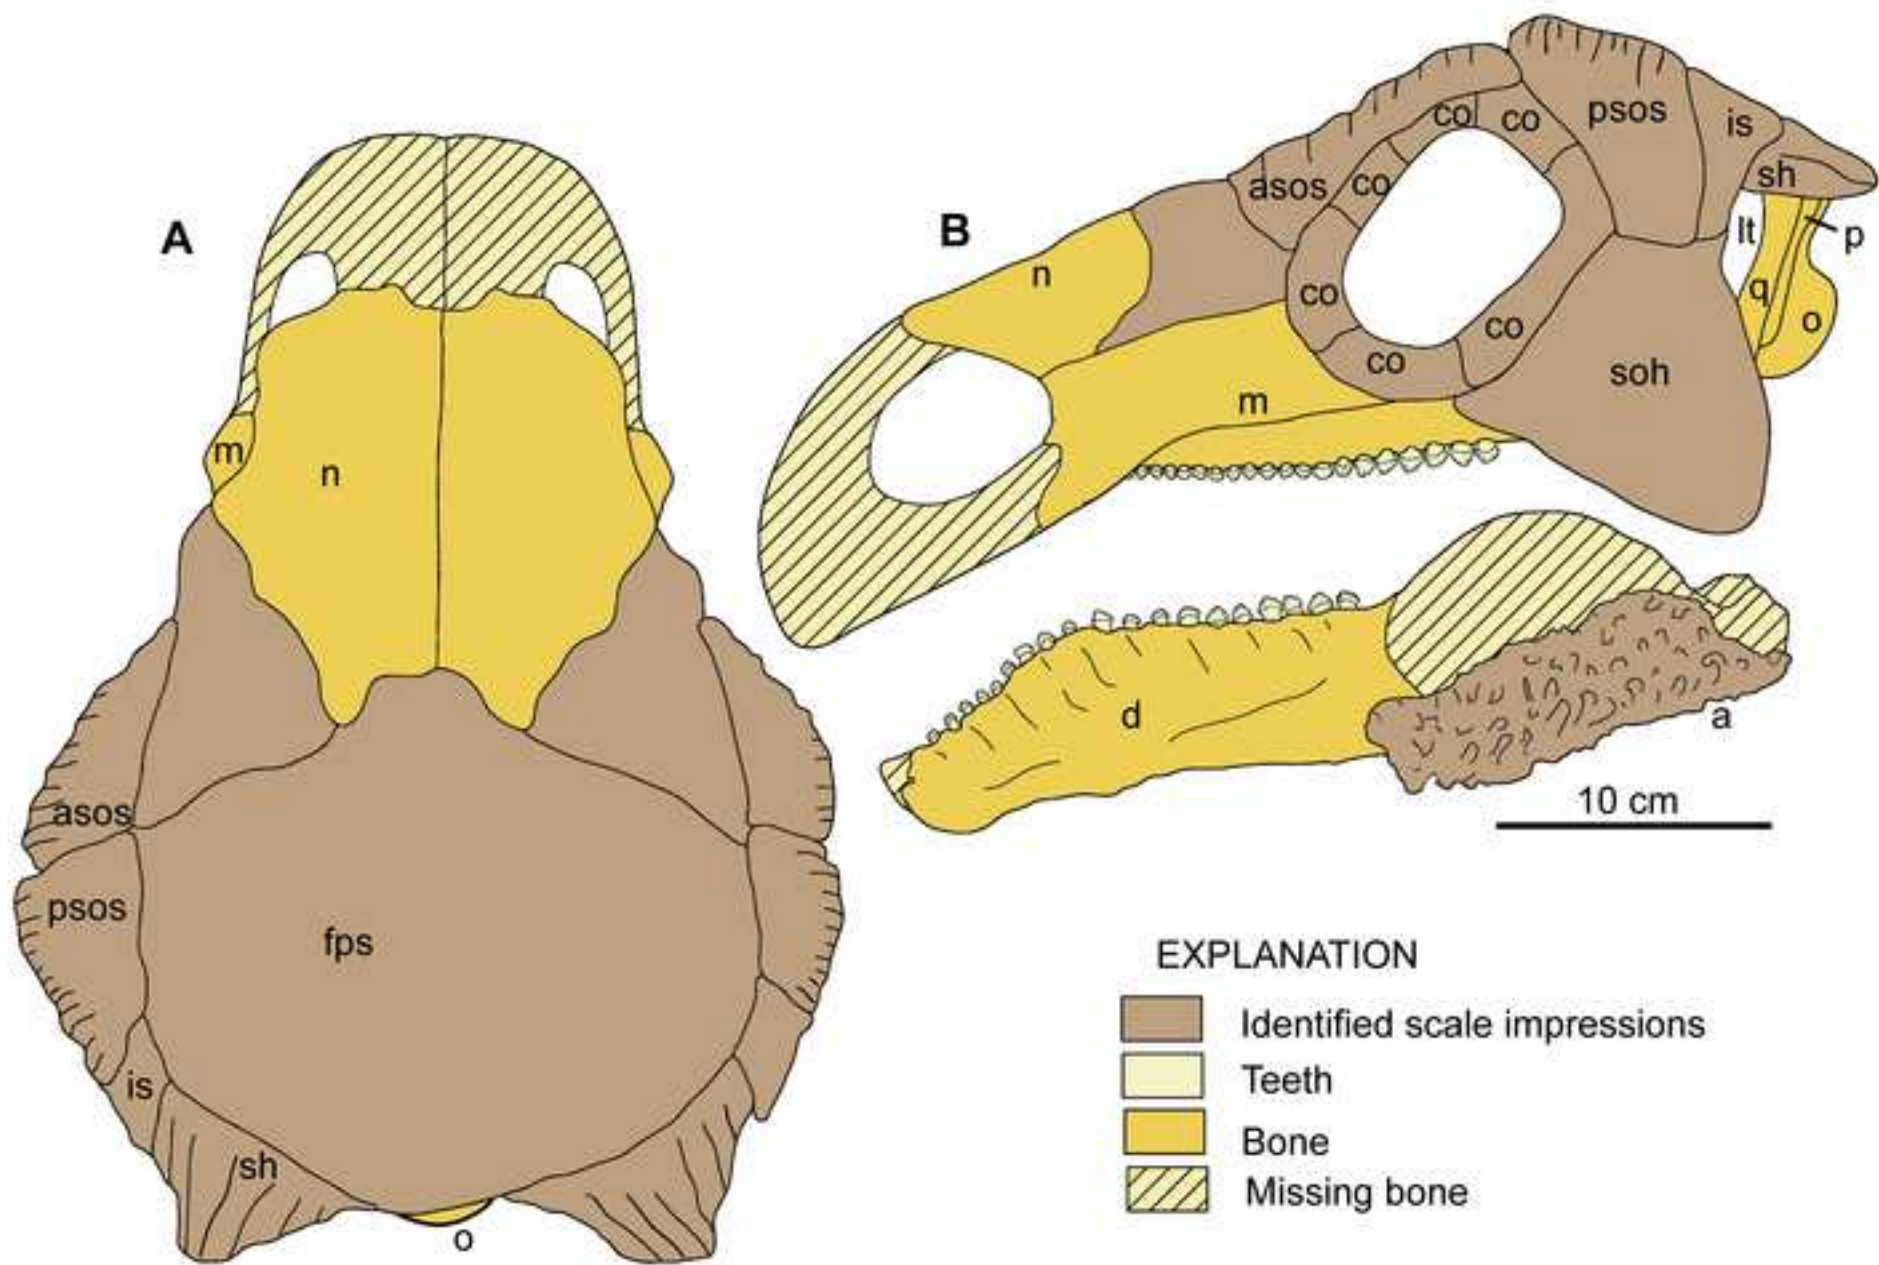 A
m
n
asos
psos
fps
is
sh
o
B
n
asos
co
co
co
co
co
co
psos
is
sh
lt
p
q
o
m
soh
d
a
10 cm
EXPLANATION
Identified scale impressions
Teeth
Bone
Missing bone